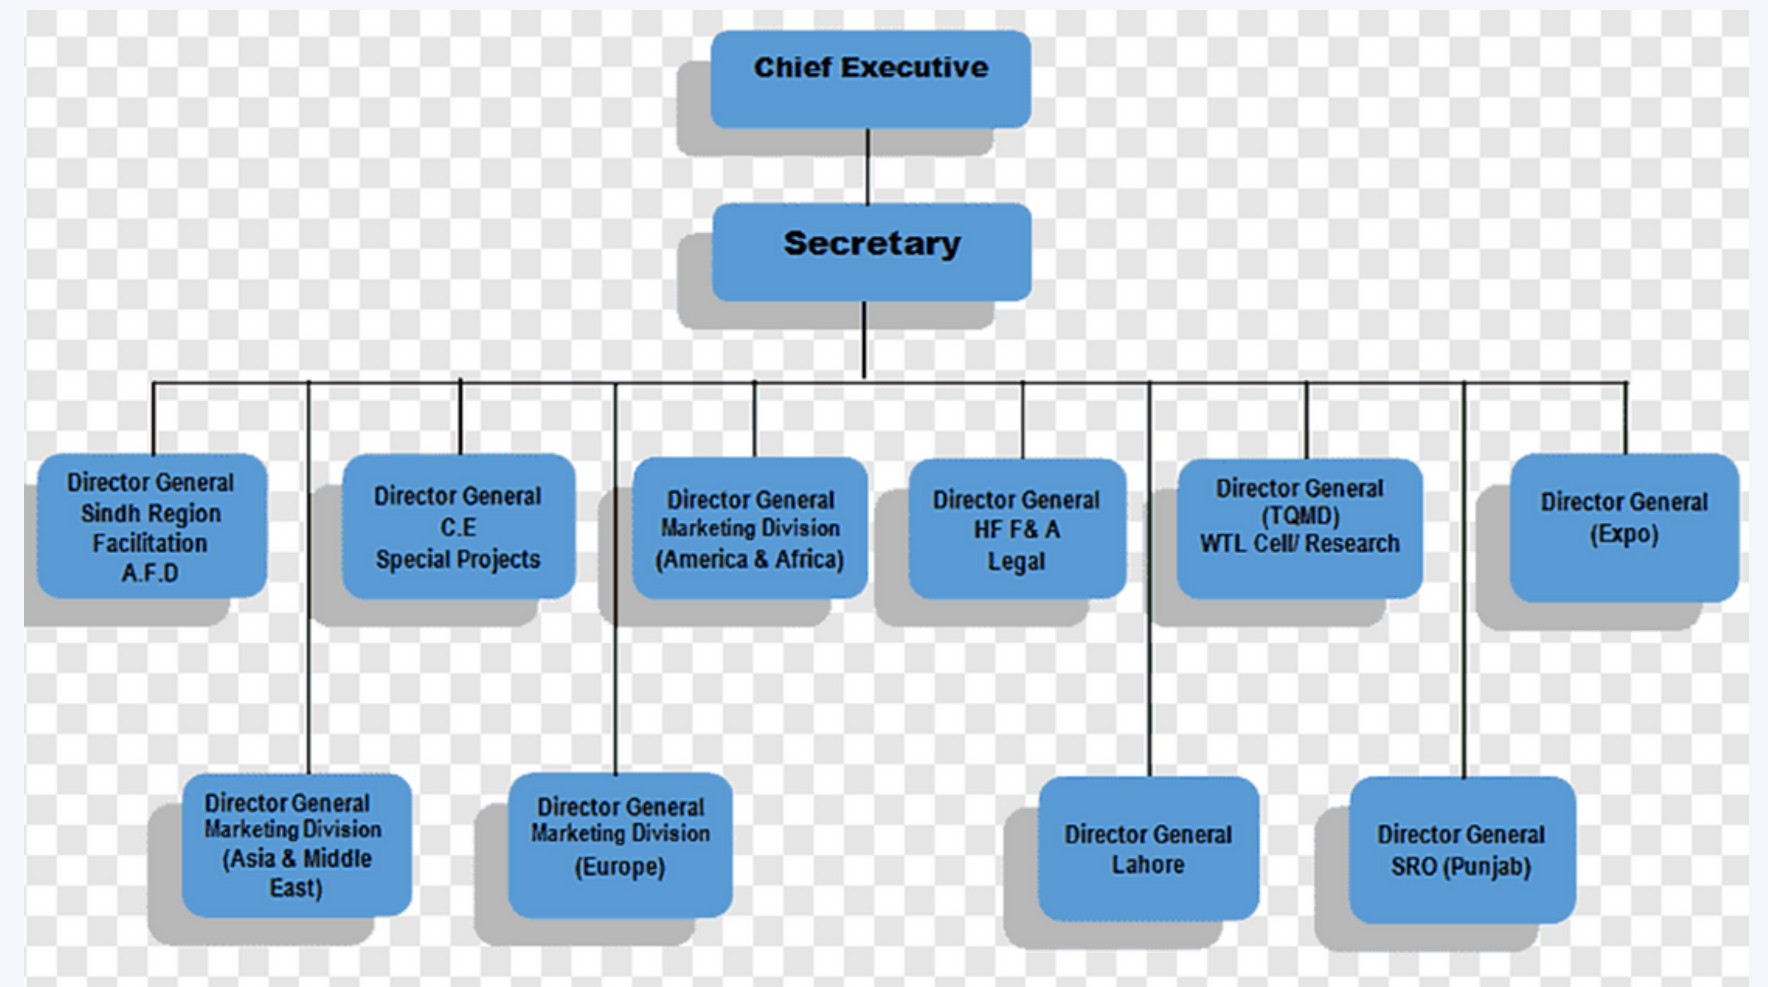 Chief Executive
Secretary
Director General
Sindh Region
Facilitation
A.F.D
Director General
C.E
Special Projects
Director General
Marketing Division
(America & Africa)
Director General
HF F& A
Legal
Director General
(TQMD)
WTL Cell/ Research
Director General
(Expo)
Director General
Marketing Division
(Asia & Middle
East)
Director General
Marketing Division
(Europe)
Director General
Lahore
Director General
SRO (Punjab)